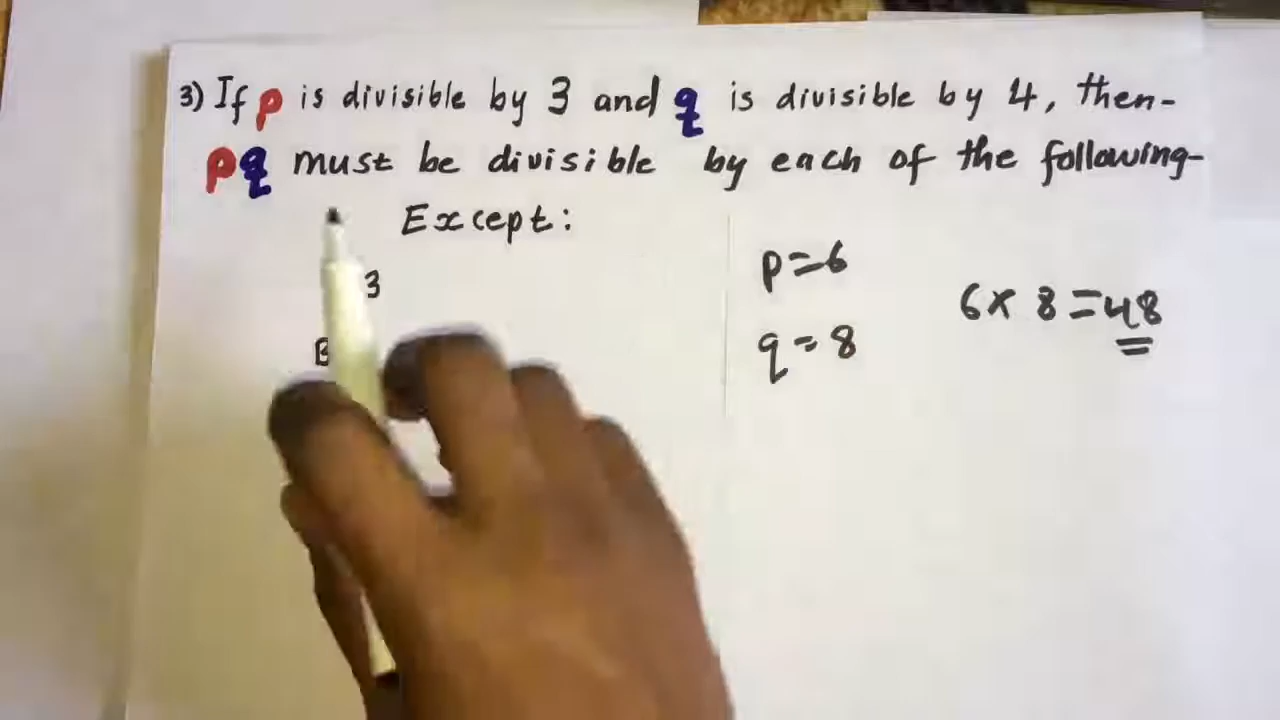 3) If p is divisible by 3 and q is divisible by 4, then-
pq must be divisible by each of the following-
Except:
3
B
p=6
q=8
6 x 8 = 48